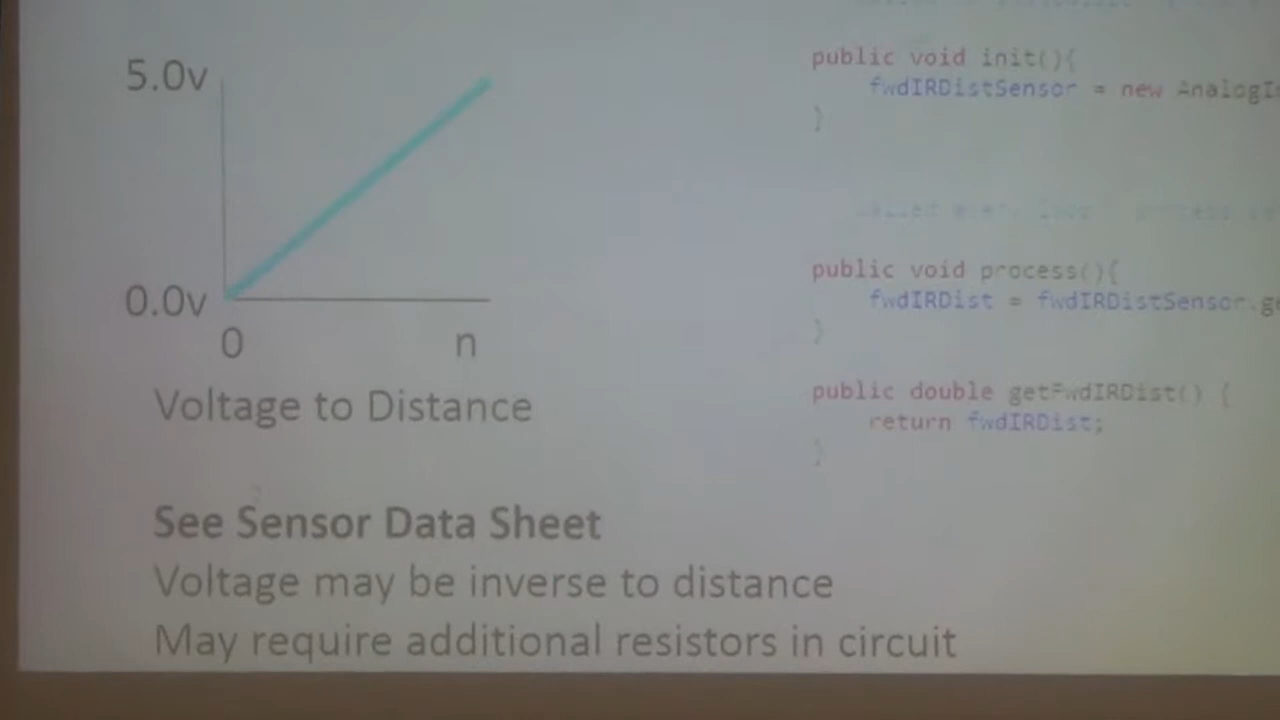 5.0v
0.0v
0 n
Voltage to Distance
See Sensor Data Sheet
Voltage may be inverse to distance
May require additional resistors in circuit
public void init(){
fwdIRDistSensor = new
}
public void process(){
fwdIRDist = fwdIRDistSensor.
}
public double getFwdIRDist() {
return fwdIRDist;
}